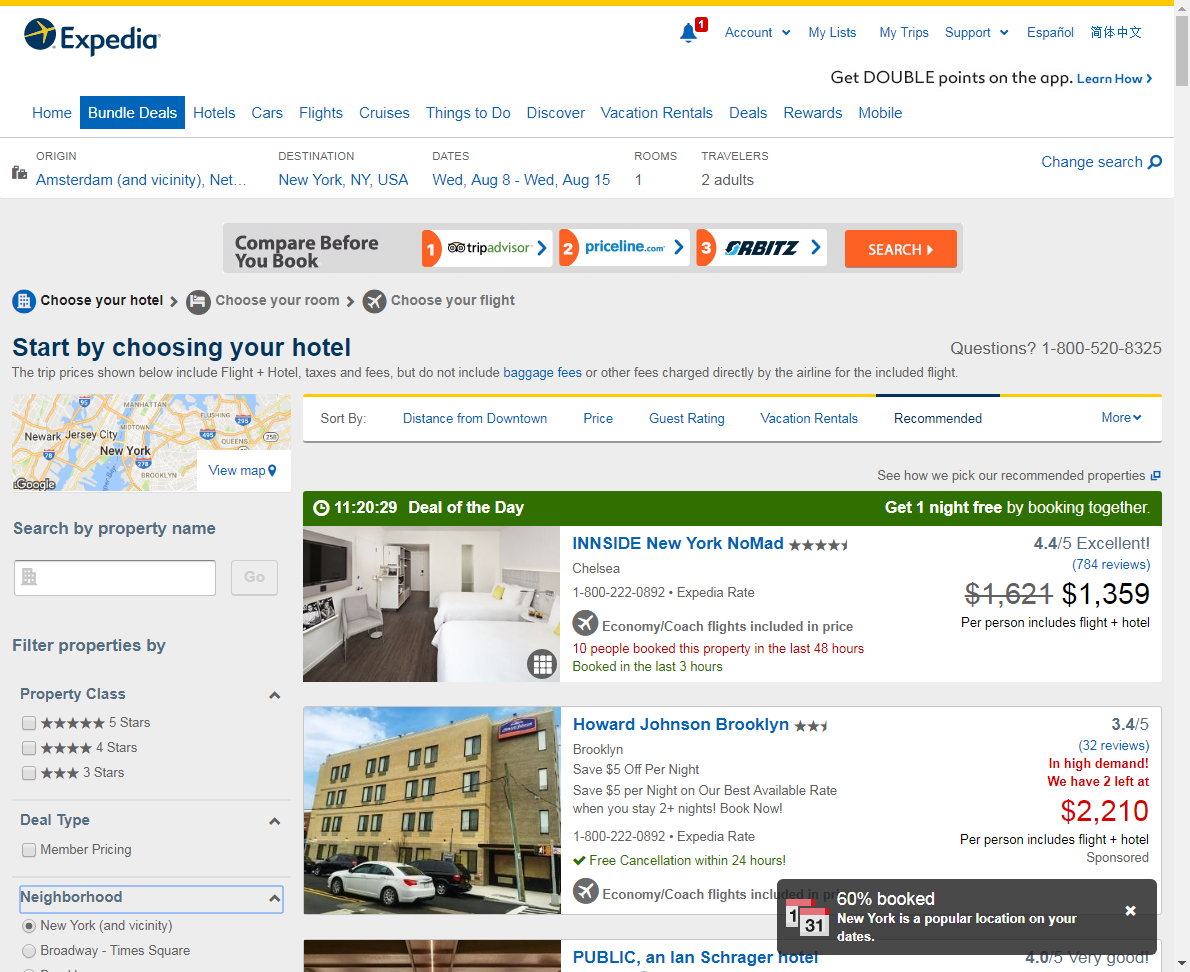 Expedia
1
Account
My Lists
My Trips
Support
Español
简体中文
Get DOUBLE points on the app. Learn How
Home
Bundle Deals
Hotels
Cars
Flights
Cruises
Things to Do
Discover
Vacation Rentals
Deals
Rewards
Mobile
ORIGIN
Amsterdam (and vicinity), Net...
DESTINATION
New York, NY, USA
DATES
Wed, Aug 8 - Wed, Aug 15
ROOMS
1
TRAVELERS
2 adults
Change search
Compare Before
You Book
1 tripadvisor
2 priceline.com
3 ORBITZ
SEARCH
Choose your hotel
Choose your room
Choose your flight
Start by choosing your hotel
Questions? 1-800-520-8325
The trip prices shown below include Flight + Hotel, taxes and fees, but do not include baggage fees or other fees charged directly by the airline for the included flight.
MANHATTAN
95
FLUSHING
295
Newark
Jersey City
MIDTOWN
495
QUEENS
258
78
New York
278
BROOKLYN
Google
View map
Sort By:
Distance from Downtown
Price
Guest Rating
Vacation Rentals
Recommended
More
See how we pick our recommended properties
Search by property name
Go
Filter properties by
Property Class
5 Stars
4 Stars
3 Stars
Deal Type
Member Pricing
Neighborhood
New York (and vicinity)
Broadway - Times Square
11:20:29 Deal of the Day
Get 1 night free by booking together.
INNSIDE New York NoMad
Chelsea
1-800-222-0892 • Expedia Rate
Economy/Coach flights included in price
10 people booked this property in the last 48 hours
Booked in the last 3 hours
4.4/5 Excellent!
(784 reviews)
$1,621 $1,359
Per person includes flight + hotel
Howard Johnson Brooklyn
Brooklyn
Save $5 Off Per Night
Save $5 per Night on Our Best Available Rate
when you stay 2+ nights! Book Now!
1-800-222-0892 • Expedia Rate
Free Cancellation within 24 hours!
Economy/Coach flights included in price
3.4/5
(32 reviews)
In high demand!
We have 2 left at
$2,210
Per person includes flight + hotel
Sponsored
1
31
60% booked
New York is a popular location on your
dates.
PUBLIC, an Ian Schrager hotel
4.0/5 Very good!